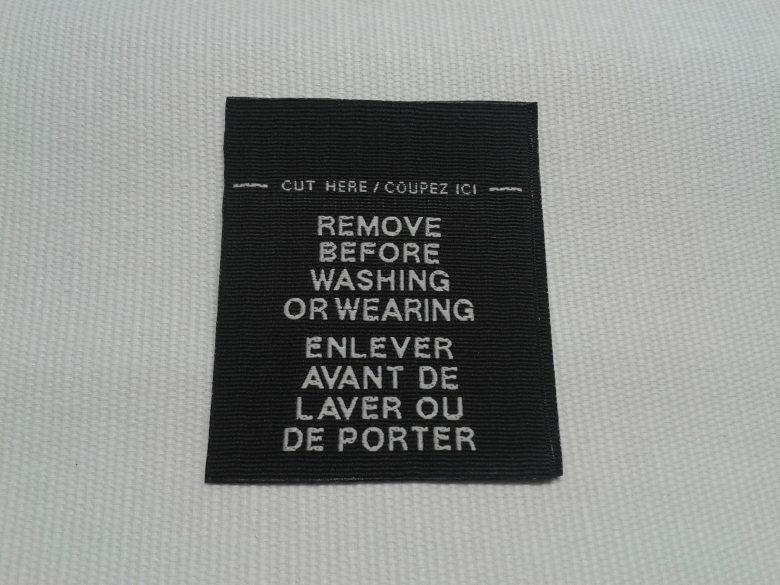 CUT HERE / COUPEZ ICI
REMOVE
BEFORE
WASHING
OR WEARING
ENLEVER
AVANT DE
LAVER OU
DE PORTER